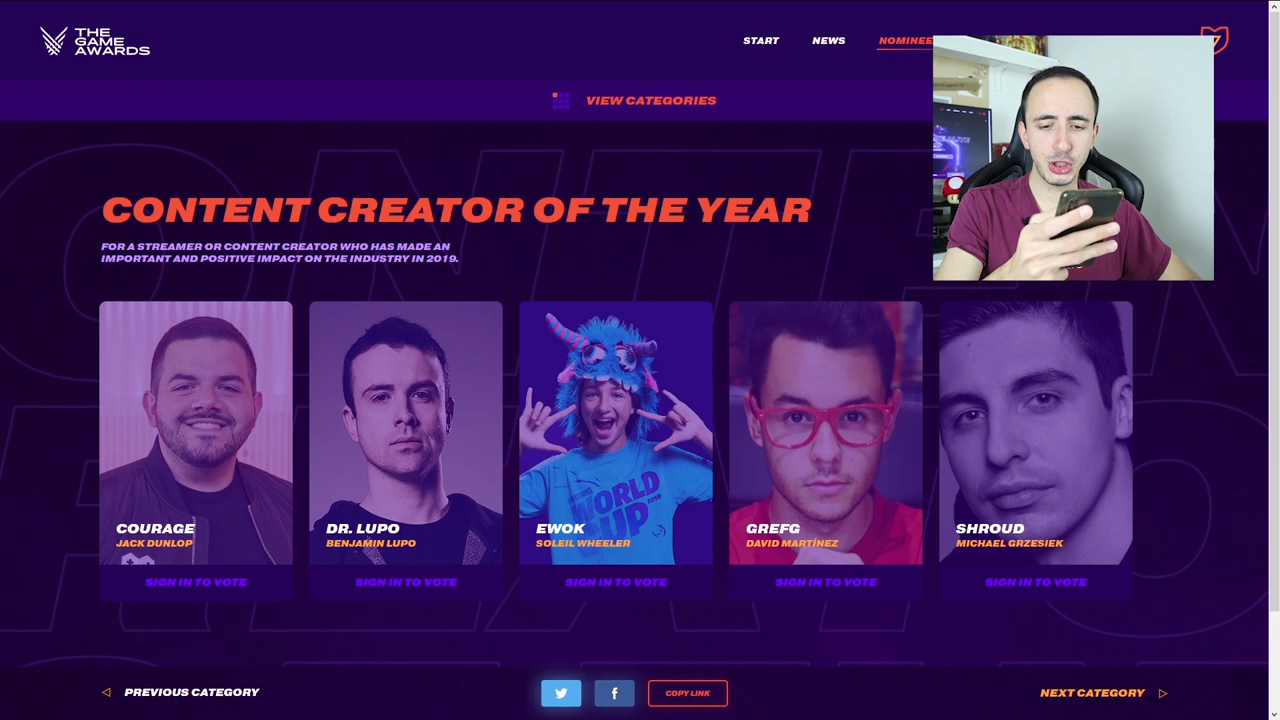 THE
GAME
AWARDS
START
NEWS
NOMINEE
VIEW CATEGORIES
CONTENT CREATOR OF THE YEAR
FOR A STREAMER OR CONTENT CREATOR WHO HAS MADE AN
IMPORTANT AND POSITIVE IMPACT ON THE INDUSTRY IN 2019.
WORLD
CUP
2019
COURAGE
JACK DUNLOP
SIGN IN TO VOTE
DR. LUPO
BENJAMIN LUPO
SIGN IN TO VOTE
EWOK
SOLEIL WHEELER
SIGN IN TO VOTE
GREFG
DAVID MARTÍNEZ
SIGN IN TO VOTE
SHROUD
MICHAEL GRZESIEK
SIGN IN TO VOTE
PREVIOUS CATEGORY
COPY LINK
NEXT CATEGORY